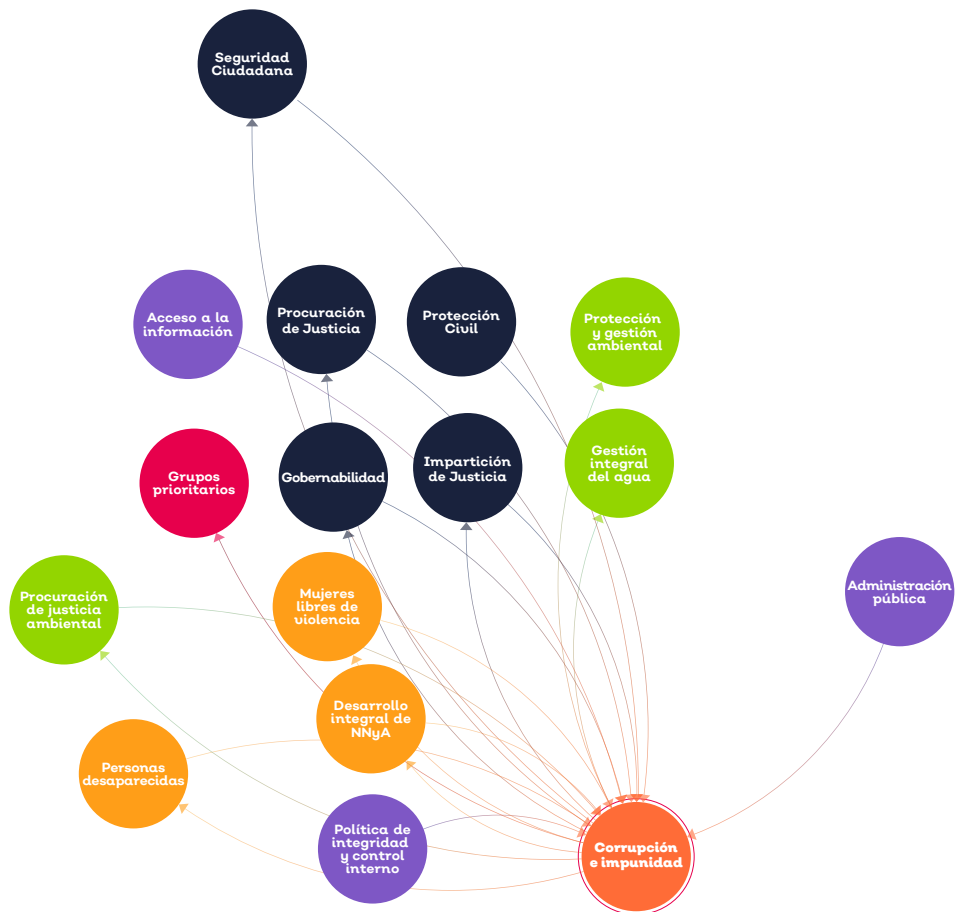 Seguridad
Ciudadana
Acceso a la
información
Procuración
de Justicia
Protección
Civil
Protección
y gestión
ambiental
Grupos
prioritarios
Gobernabilidad
Impartición
de Justicia
Gestión
integral
del agua
Procuración
de justicia
ambiental
Mujeres
libres de
violencia
Administración
pública
Desarrollo
integral de
NNyA
Personas
desaparecidas
Política de
integridad
y control
interno
Corrupción
e impunidad